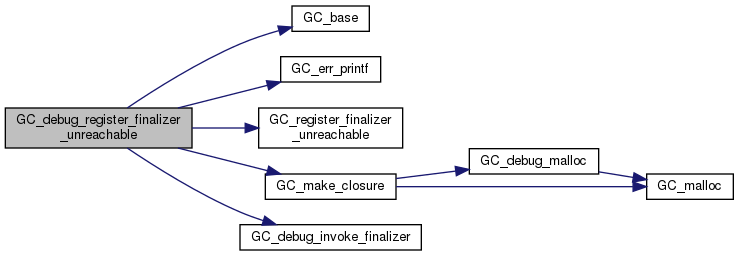 GC_base
GC_err_printf
GC_debug_register_finalizer
_unreachable
GC_register_finalizer
_unreachable
GC_make_closure
GC_debug_malloc
GC_malloc
GC_debug_invoke_finalizer